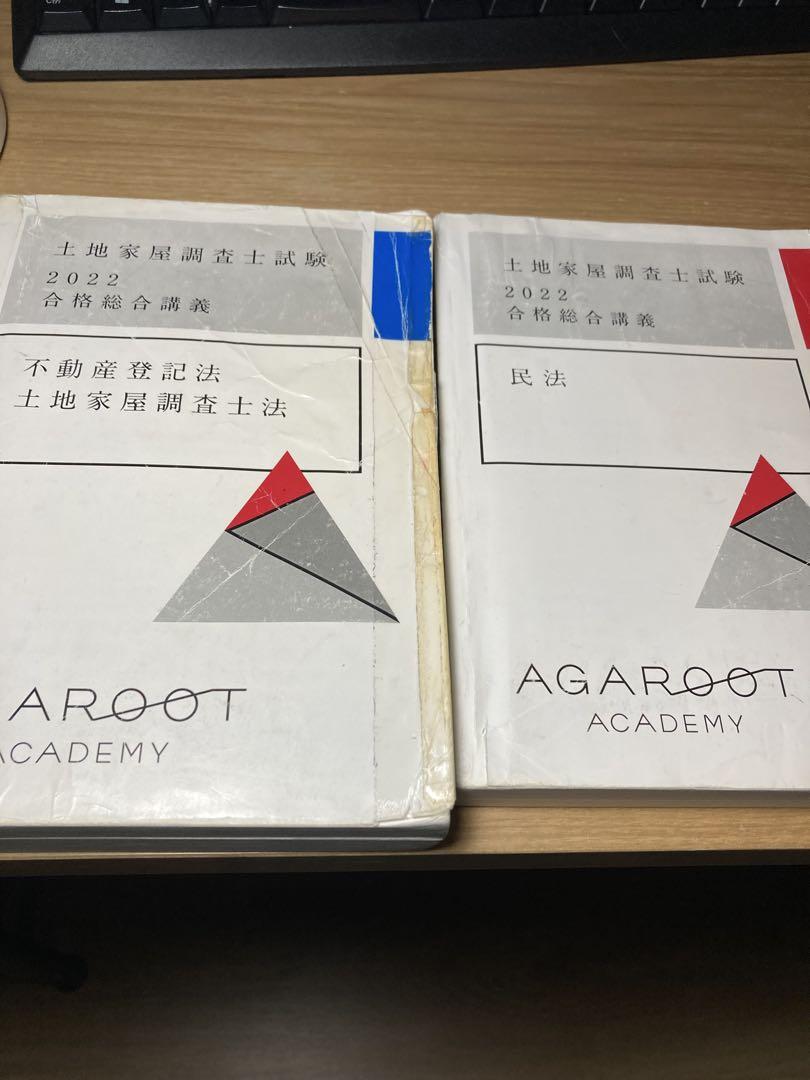 土地家屋調査士試験
2022
合格総合講義
不動産登記法
土地家屋調査士法
AROOT
ACADEMY
土地家屋調査士試験
2022
合格総合講義
民法
AGAROOT
ACADEMY